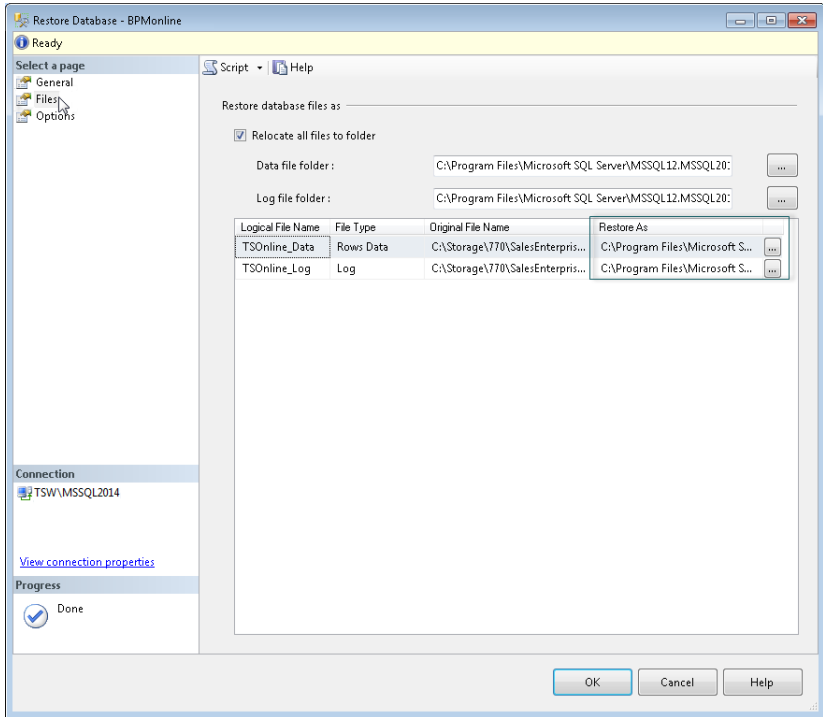 Restore Database - BPMonline
Ready
Select a page
General
Files
Options
Script
Help
Restore database files as
Relocate all files to folder
Data file folder :
C:\Program Files\Microsoft SQL Server\MSSQL12.MSSQL20:
...
Log file folder :
C:\Program Files\Microsoft SQL Server\MSSQL12.MSSQL20:
...
Logical File Name File Type Original File Name Restore As
TSOnline_Data Rows Data C:\Storage\770\SalesEnterpris... C:\Program Files\Microsoft S... ...
TSOnline_Log Log C:\Storage\770\SalesEnterpris... C:\Program Files\Microsoft S... ...
Connection
TSW\MSSQL2014
View connection properties
Progress
Done
OK Cancel Help